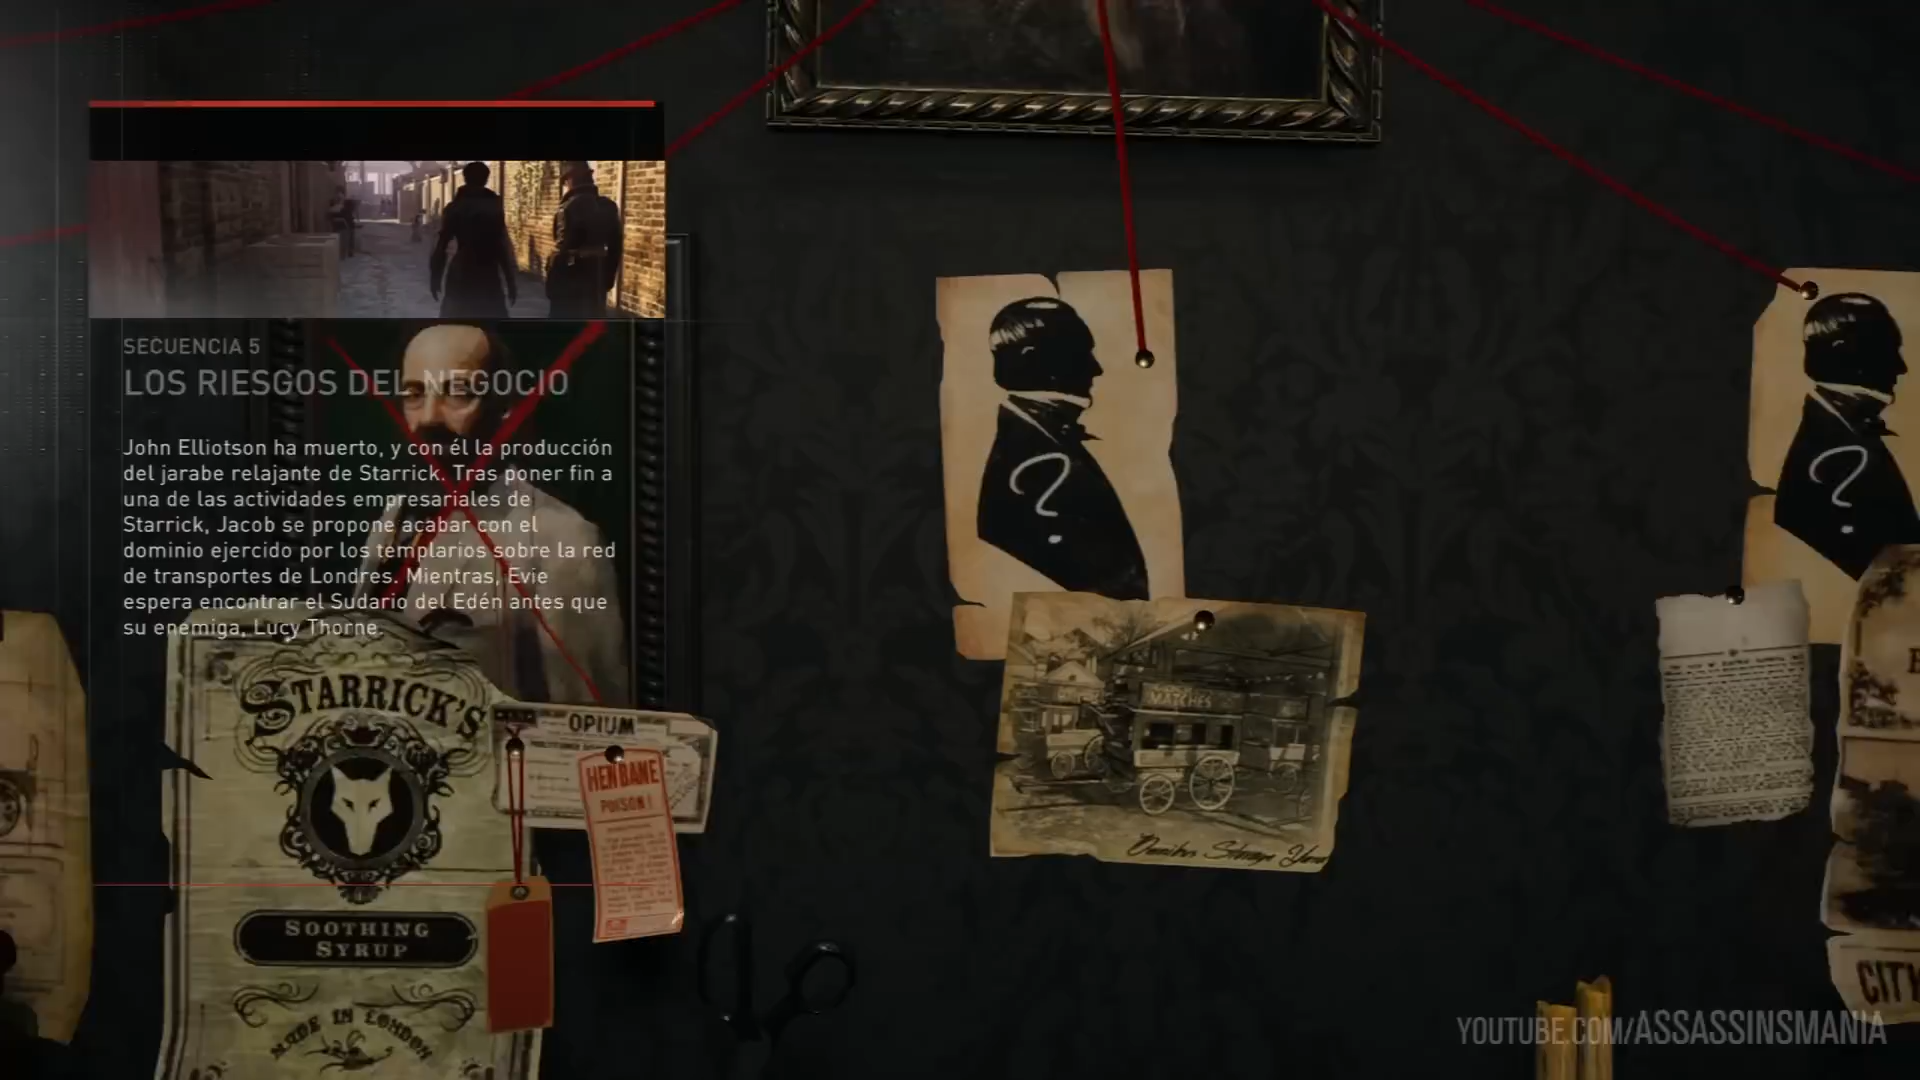 SECUENCIA 5
LOS RIESGOS DEL NEGOCIO
John Elliotson ha muerto, y con él la producción
del jarabe relajante de Starrick. Tras poner fin a
una de las actividades empresariales de
Starrick, Jacob se propone acabar con el
dominio ejercido por los templarios sobre la red
de transportes de Londres. Mientras, Evie
espera encontrar el Sudario del Edén antes que
su enemiga, Lucy Thorne.
STARRICK'S
SOOTHING
SYRUP
MADE IN LONDON
OPIUM
HENBANE
POISON!
MATCHES
?
?
CITY
YOUTUBE.COM/ASSASSINSMANIA